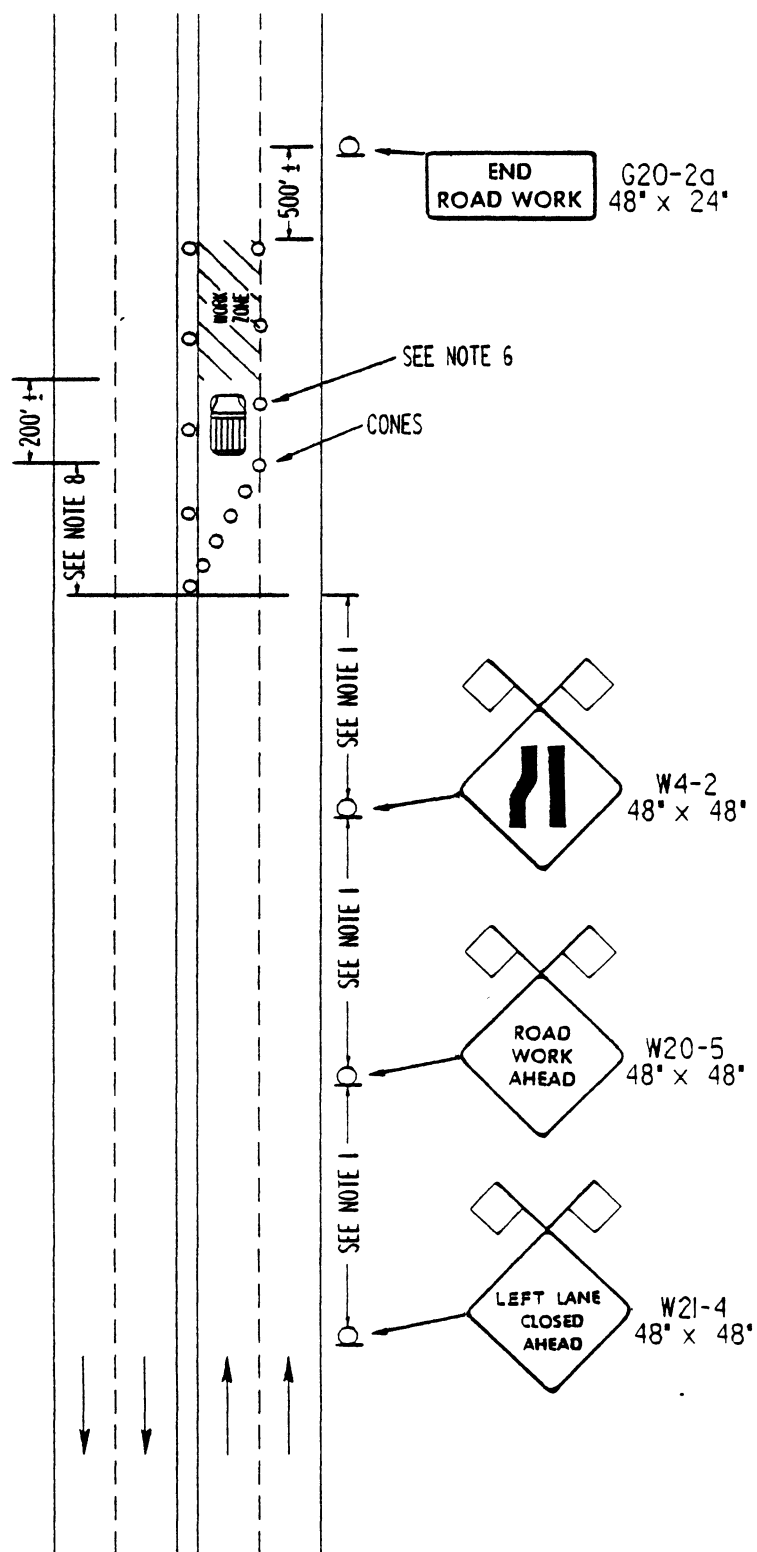 END
ROAD WORK
G20-2a
48" x 24"
500' ±
WORK
ZONE
SEE NOTE 6
200' ±
CONES
SEE NOTE 8
SEE NOTE 1
W4-2
48" x 48"
SEE NOTE 1
ROAD
WORK
AHEAD
W20-5
48" x 48"
SEE NOTE 1
LEFT LANE
CLOSED
AHEAD
W21-4
48" x 48"